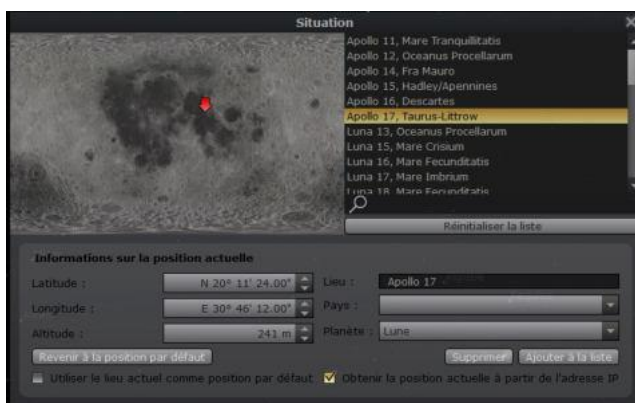 Situation
Apollo 11, Mare Tranquillitatis
Apollo 12, Oceanus Procellarum
Apollo 14, Fra Mauro
Apollo 15, Hadley/Apennines
Apollo 16, Descartes
Apollo 17, Taurus-Littrow
Luna 13, Oceanus Procellarum
Luna 15, Mare Crisium
Luna 16, Mare Fecunditatis
Luna 17, Mare Imbrium
Luna 18, Mare Fecunditatis
Réinitialiser la liste
Informations sur la position actuelle
Latitude : N 20° 11' 24.00" Lieu : Apollo 17
Longitude : E 30° 46' 12.00" Pays :
Altitude : 241 m Planète : Lune
Revenir à la position par défaut Supprimer Ajouter à la liste
Utiliser le lieu actuel comme position par défaut Obtenir la position actuelle à partir de l'adresse IP